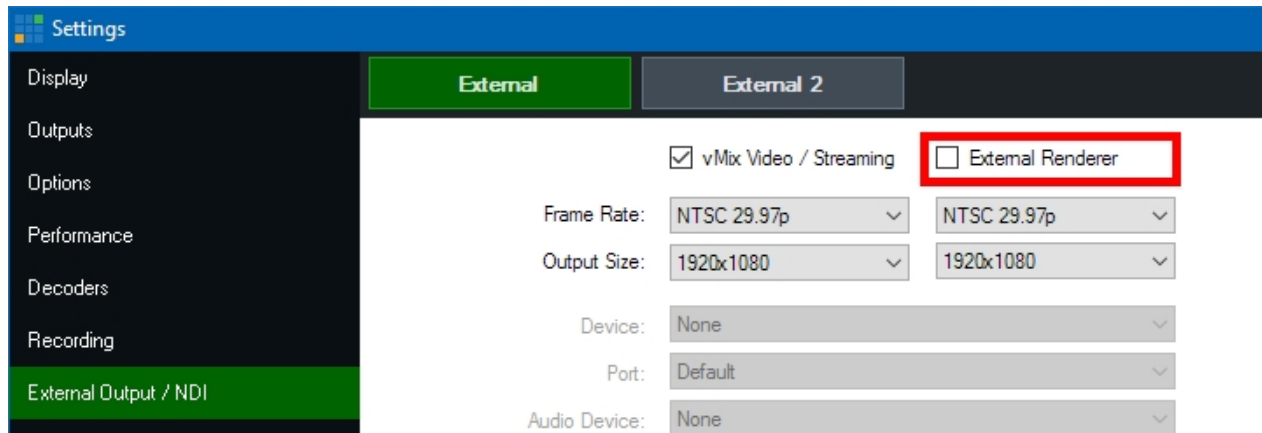 Settings
Display
Outputs
Options
Performance
Decoders
Recording
External Output / NDI
External External 2
vMix Video / Streaming External Renderer
Frame Rate: NTSC 29.97p NTSC 29.97p
Output Size: 1920x1080 1920x1080
Device: None
Port: Default
Audio Device: None